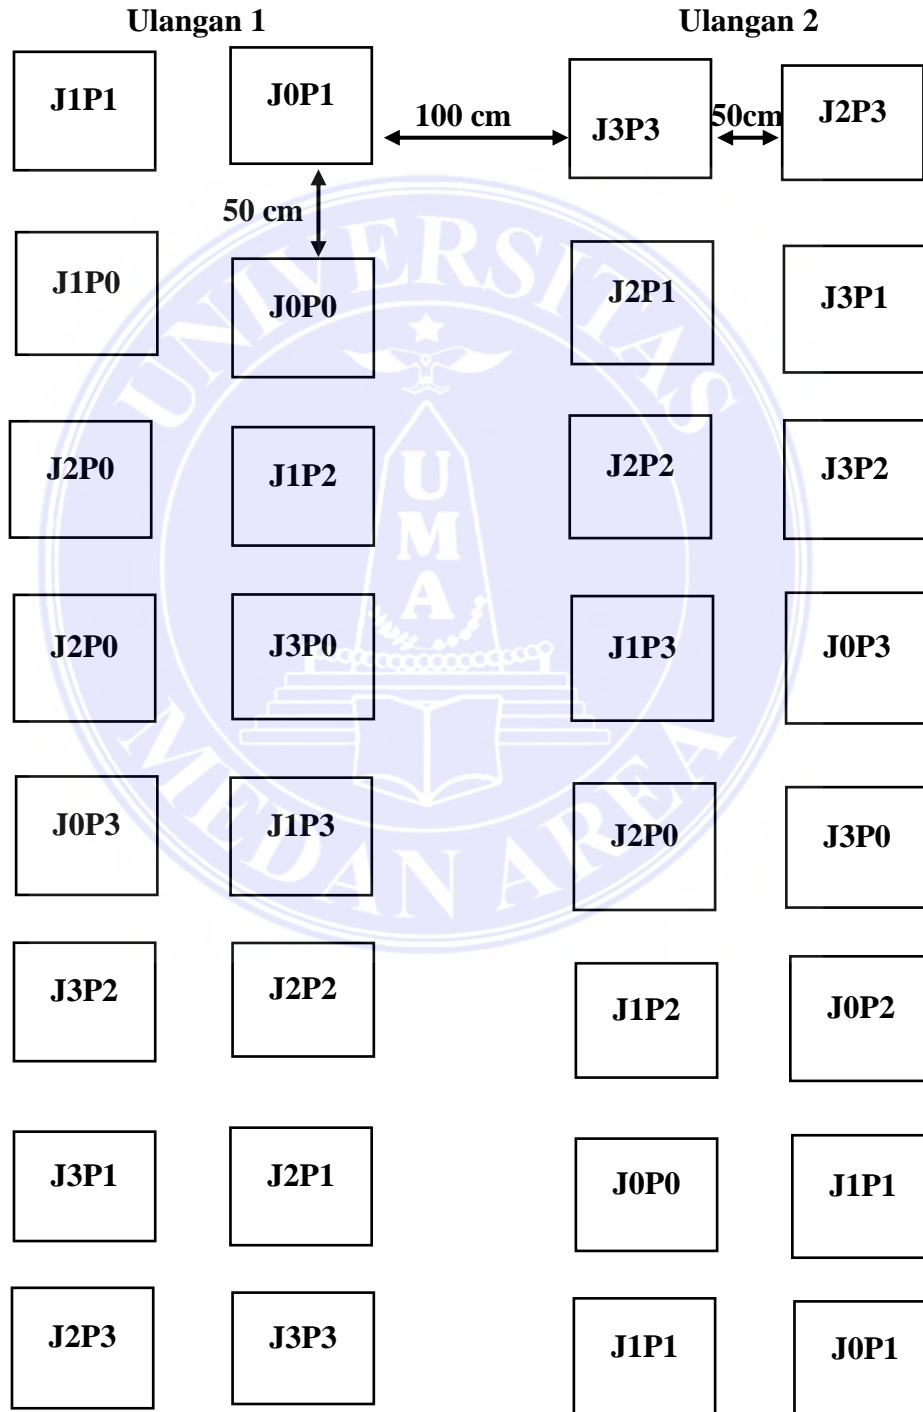 Ulangan 1 Ulangan 2
J1P1 J0P1 100 cm J3P3 50cm J2P3
50 cm
J1P0 J0P0 J2P1 J3P1
J2P0 J1P2 J2P2 J3P2
J2P0 J3P0 J1P3 J0P3
J0P3 J1P3 J2P0 J3P0
J3P2 J2P2 J1P2 J0P2
J3P1 J2P1 J0P0 J1P1
J2P3 J3P3 J1P1 J0P1
UNIVERSITAS
UMA
MEDAN AREA